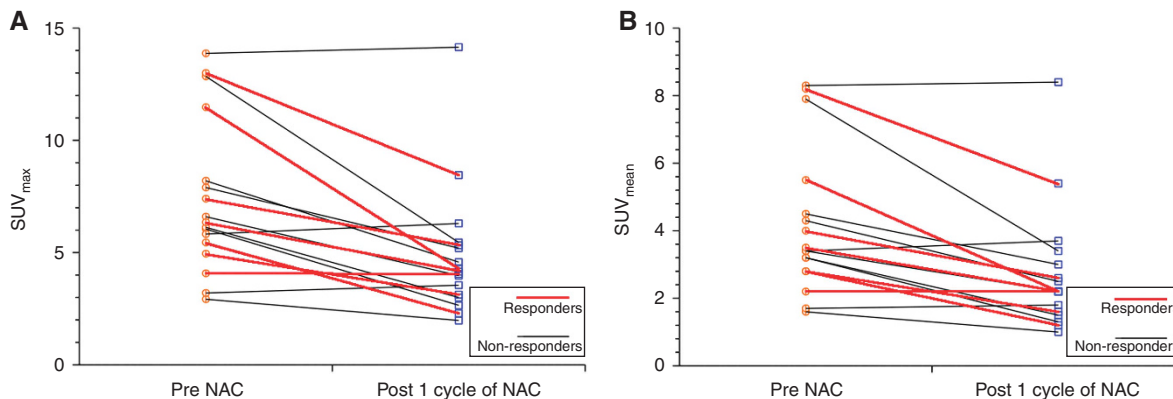 A
15
10
5
0
SUVmax
Pre NAC
Post 1 cycle of NAC
Responders
Non-responders
B
10
8
6
4
2
0
SUVmean
Pre NAC
Post 1 cycle of NAC
Responder
Non-responder